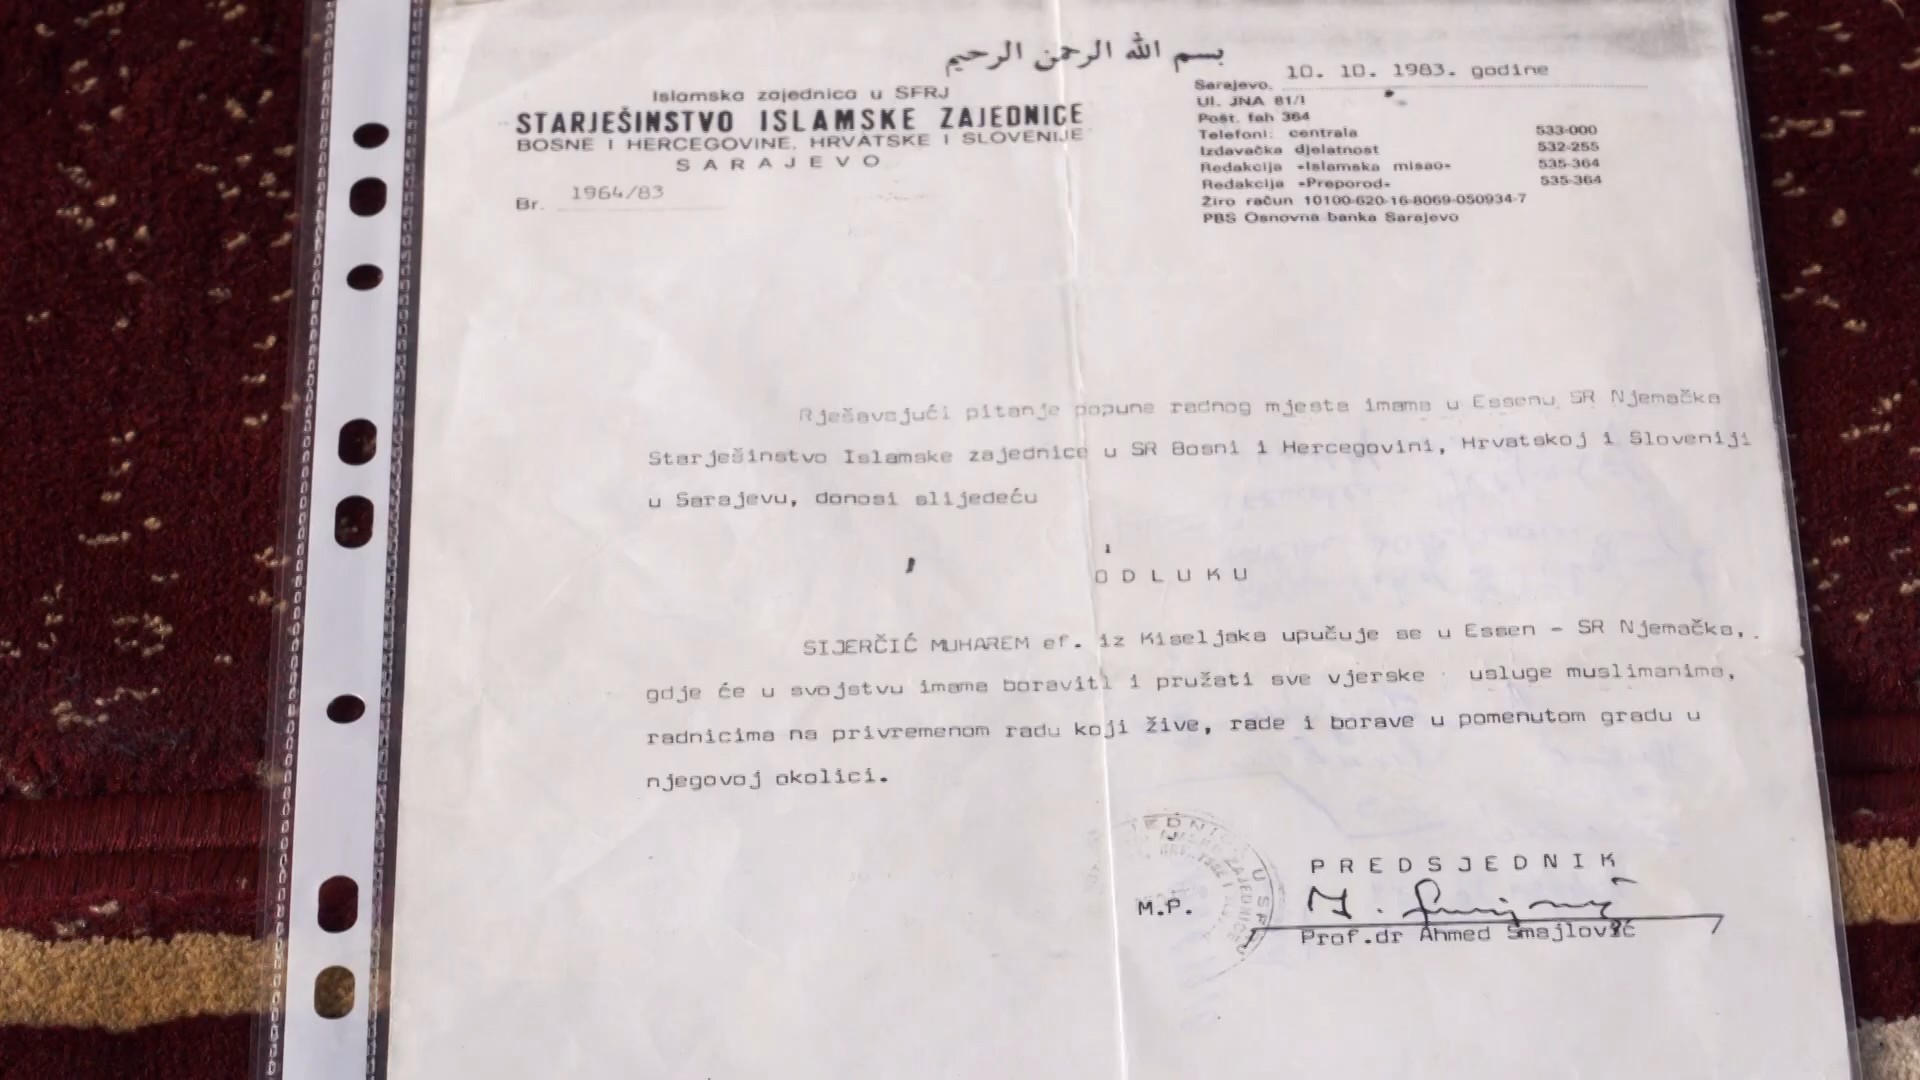 بسم الله الرحمن الرحيم
Islamska zajednica u SFRJ
STARJEŠINSTVO ISLAMSKE ZAJEDNICE
BOSNE I HERCEGOVINE, HRVATSKE I SLOVENIJE
SARAJEVO
Br. 1964/83
Sarajevo, 10. 10. 1983. godine
Ul. JNA 81/I
Pošt. fah 364
Telefoni: centrala 533-000
Izdavačka djelatnost 532-255
Redakcija »Islamska misao« 535-364
Redakcija »Preporod« 535-364
Žiro račun 10100-620-16-8069-050934-7
PBS Osnovna banka Sarajevo
Rješavajući pitanje popune radnog mjesta imama u Essenu, SR Njemačka
Starješinstvo Islamske zajednice u SR Bosni i Hercegovini, Hrvatskoj i Sloveniji
u Sarajevu, donosi slijedeću
ODLUKU
SIJERČIĆ MUHAREM ef. iz Kiseljaka upućuje se u Essen - SR Njemačka,
gdje će u svojstvu imama boraviti i pružati sve vjerske usluge muslimanima,
radnicima na privremenom radu koji žive, rade i borave u pomenutom gradu u
njegovoj okolici.
PREDSJEDNIK
M.P.
Prof.dr Ahmed Smajlović